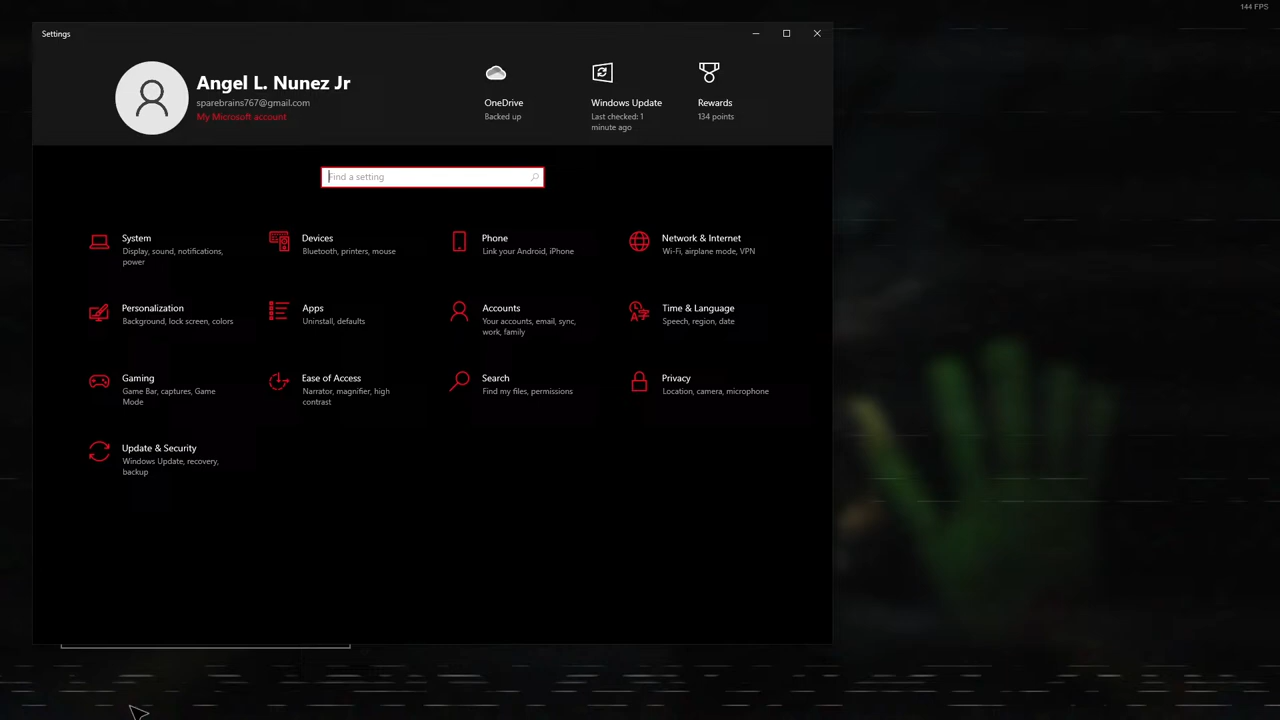 144 FPS
Settings
Angel L. Nunez Jr
sparebrains767@gmail.com
My Microsoft account
OneDrive
Backed up
Windows Update
Last checked: 1
minute ago
Rewards
134 points
Find a setting
System
Display, sound, notifications,
power
Devices
Bluetooth, printers, mouse
Phone
Link your Android, iPhone
Network & Internet
Wi-Fi, airplane mode, VPN
Personalization
Background, lock screen, colors
Apps
Uninstall, defaults
Accounts
Your accounts, email, sync,
work, family
Time & Language
Speech, region, date
Gaming
Game Bar, captures, Game
Mode
Ease of Access
Narrator, magnifier, high
contrast
Search
Find my files, permissions
Privacy
Location, camera, microphone
Update & Security
Windows Update, recovery,
backup